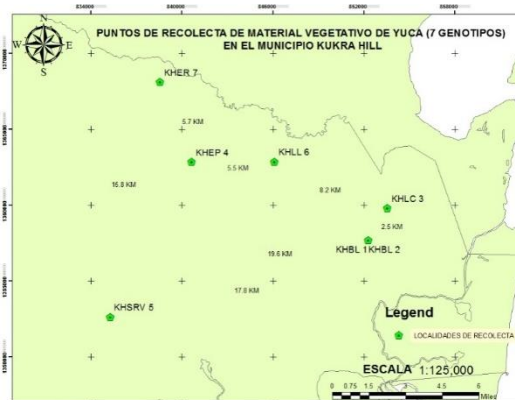 PUNTOS DE RECOLECTA DE MATERIAL VEGETATIVO DE YUCA (7 GENOTIPOS)
EN EL MUNICIPIO KUKRA HILL
N
W E
S
KHER 7
5.7 KM
KHEP 4
KHLL 6
5.5 KM
15.8 KM
8.2 KM
KHLC 3
2.5 KM
KHBL 1 KHBL 2
19.6 KM
17.8 KM
KHSRV 5
Legend
LOCALIDADES DE RECOLECTA
ESCALA 1:125,000
0 0.75 1.5 3 4.5 6
Miles